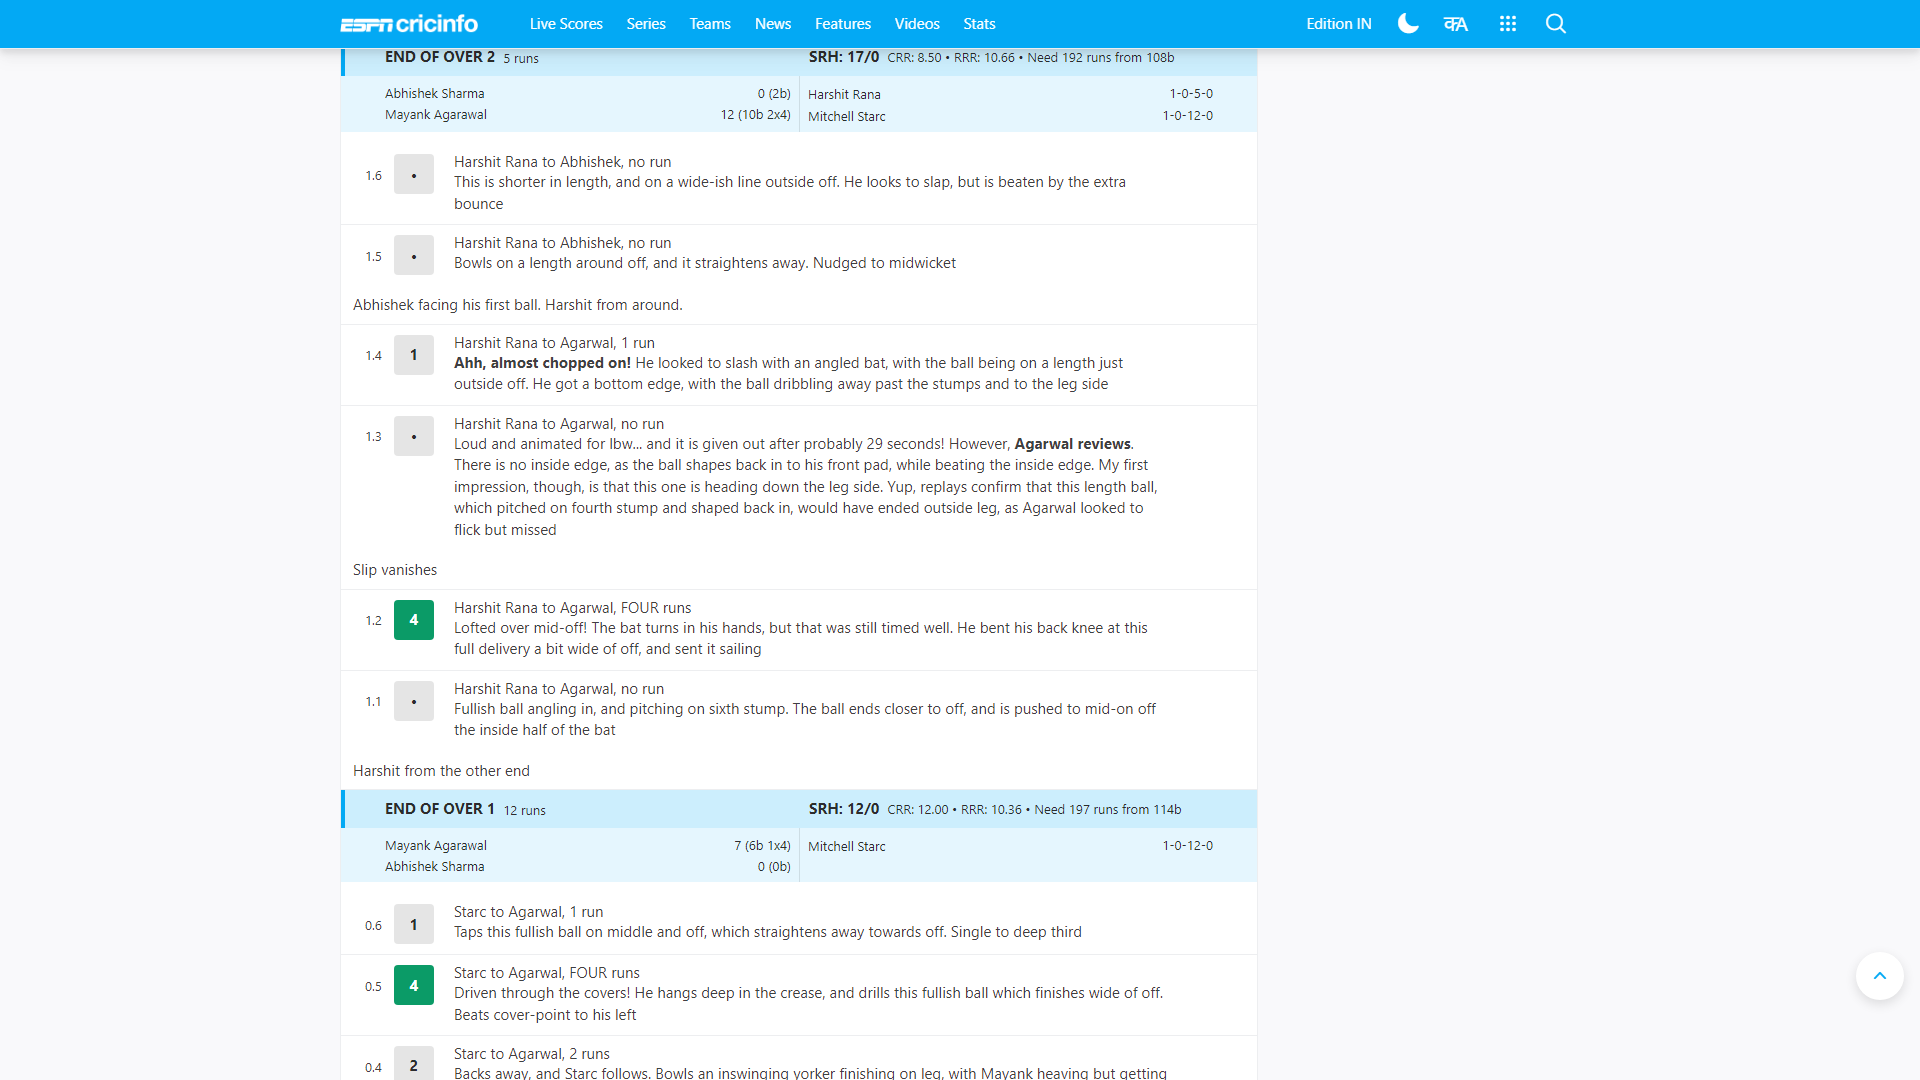 ESPN cricinfo Live Scores Series Teams News Features Videos Stats Edition IN क A
END OF OVER 2 5 runs SRH: 17/0 CRR: 8.50 • RRR: 10.66 • Need 192 runs from 108b
Abhishek Sharma 0 (2b) Harshit Rana 1-0-5-0
Mayank Agarawal 12 (10b 2x4) Mitchell Starc 1-0-12-0
Harshit Rana to Abhishek, no run
1.6 • This is shorter in length, and on a wide-ish line outside off. He looks to slap, but is beaten by the extra
bounce
Harshit Rana to Abhishek, no run
1.5 • Bowls on a length around off, and it straightens away. Nudged to midwicket
Abhishek facing his first ball. Harshit from around.
Harshit Rana to Agarwal, 1 run
1.4 1 Ahh, almost chopped on! He looked to slash with an angled bat, with the ball being on a length just
outside off. He got a bottom edge, with the ball dribbling away past the stumps and to the leg side
Harshit Rana to Agarwal, no run
1.3 • Loud and animated for lbw... and it is given out after probably 29 seconds! However, Agarwal reviews.
There is no inside edge, as the ball shapes back in to his front pad, while beating the inside edge. My first
impression, though, is that this one is heading down the leg side. Yup, replays confirm that this length ball,
which pitched on fourth stump and shaped back in, would have ended outside leg, as Agarwal looked to
flick but missed
Slip vanishes
Harshit Rana to Agarwal, FOUR runs
1.2 4 Lofted over mid-off! The bat turns in his hands, but that was still timed well. He bent his back knee at this
full delivery a bit wide of off, and sent it sailing
Harshit Rana to Agarwal, no run
1.1 • Fullish ball angling in, and pitching on sixth stump. The ball ends closer to off, and is pushed to mid-on off
the inside half of the bat
Harshit from the other end
END OF OVER 1 12 runs SRH: 12/0 CRR: 12.00 • RRR: 10.36 • Need 197 runs from 114b
Mayank Agarawal 7 (6b 1x4) Mitchell Starc 1-0-12-0
Abhishek Sharma 0 (0b)
Starc to Agarwal, 1 run
0.6 1 Taps this fullish ball on middle and off, which straightens away towards off. Single to deep third
Starc to Agarwal, FOUR runs
0.5 4 Driven through the covers! He hangs deep in the crease, and drills this fullish ball which finishes wide of off.
Beats cover-point to his left
Starc to Agarwal, 2 runs
0.4 2 Backs away, and Starc follows. Bowls an inswinging yorker finishing on leg, with Mayank heaving but getting